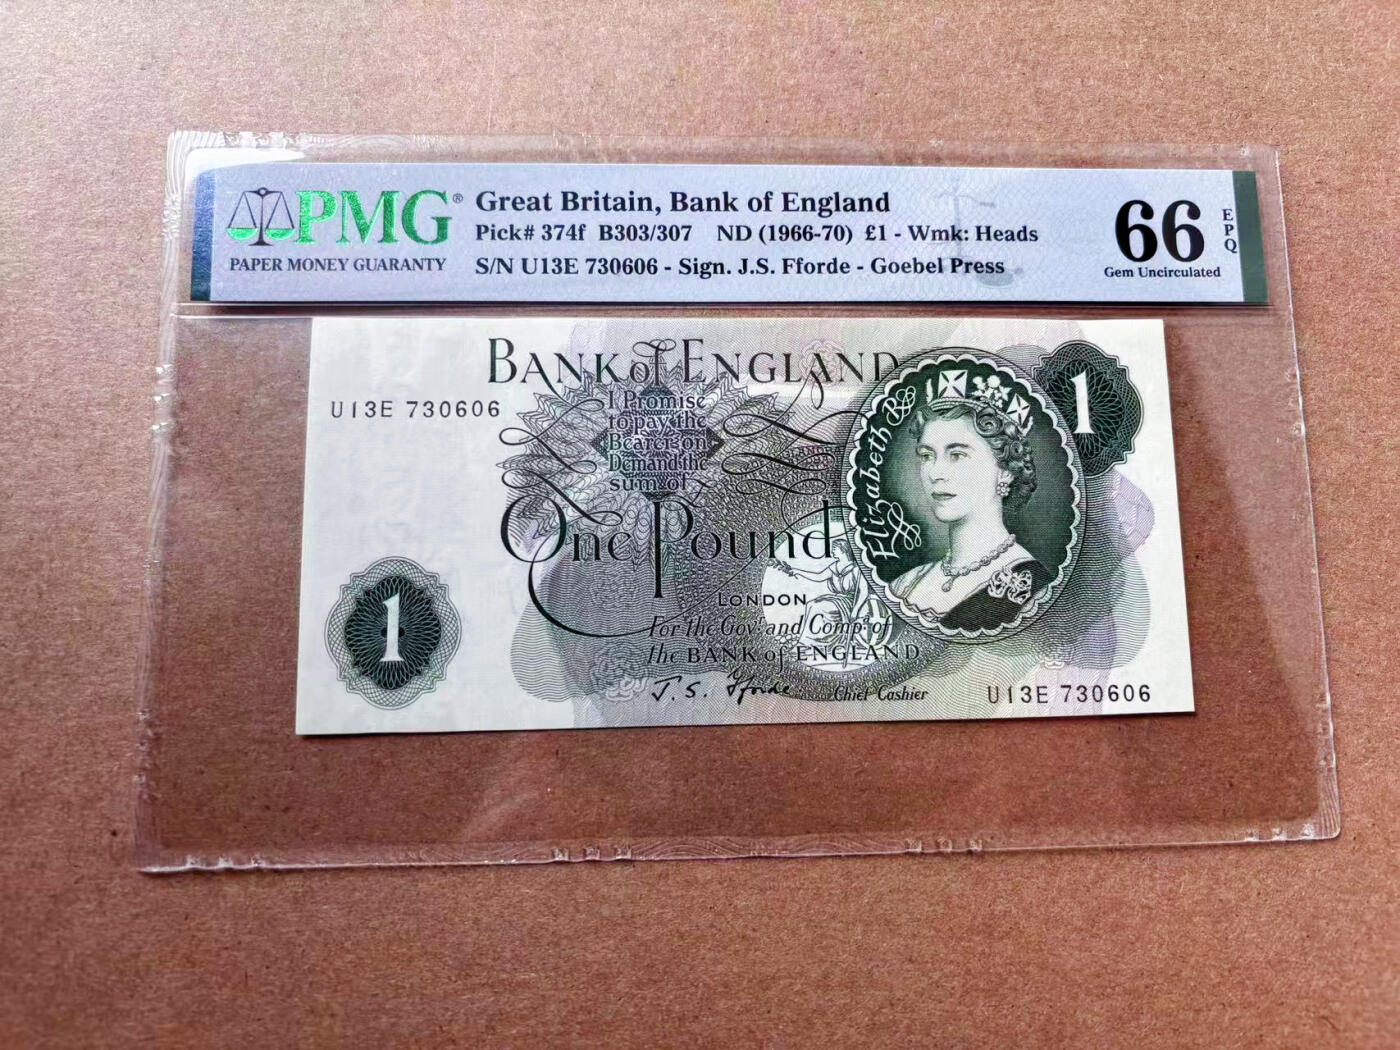 PMG®
PAPER MONEY GUARANTY
Great Britain, Bank of England
Pick# 374f B303/307 ND (1966-70) £1 - Wmk: Heads
S/N U13E 730606 - Sign. J.S. Fforde - Goebel Press
66
EPQ
Gem Uncirculated
BANK of ENGLAND
U13E 730606
I Promise
to pay the
Bearer on
Demand the
sum of
One Pound
1
Elizabeth R
LONDON
For the Govr. and Compa. of
the BANK of ENGLAND
J. S. Fforde Chief Cashier
1
U13E 730606